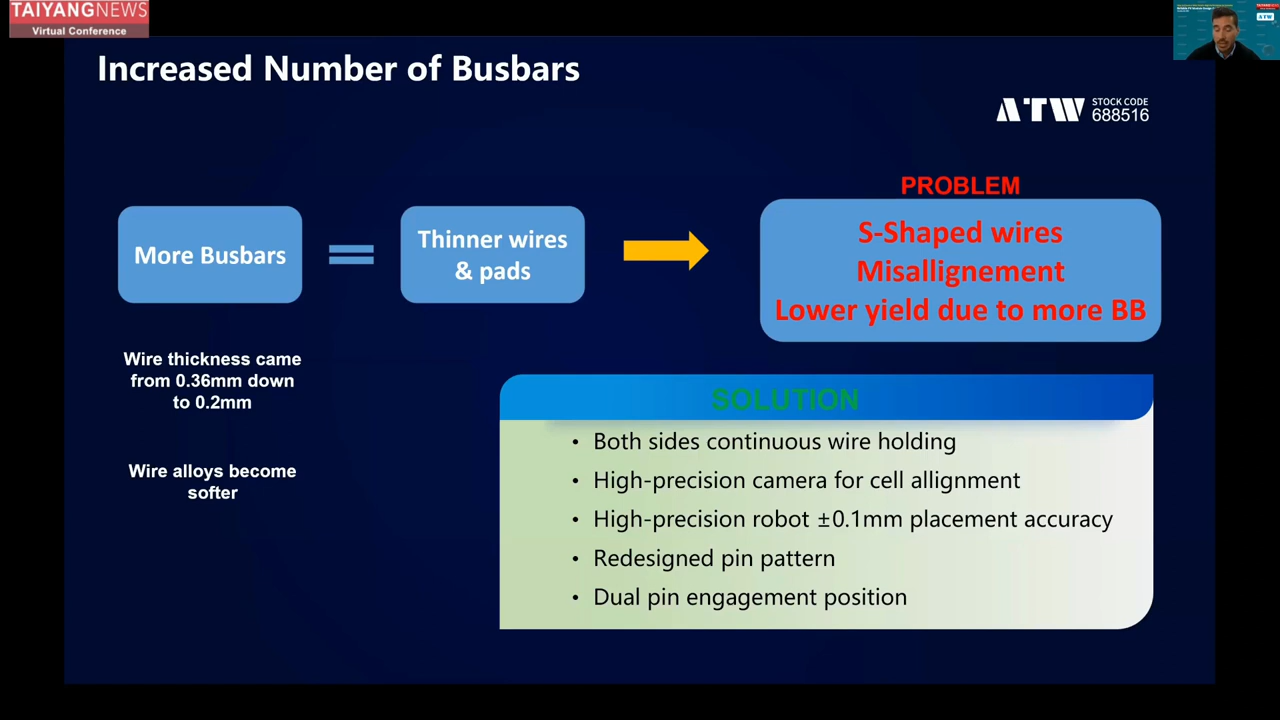 TAIYANGNEWS
Virtual Conference
Increased Number of Busbars
ATW
STOCK CODE
688516
PROBLEM
More Busbars
Thinner wires
& pads
S-Shaped wires
Misallignement
Lower yield due to more BB
Wire thickness came
from 0.36mm down
to 0.2mm
Wire alloys become
softer
SOLUTION
• Both sides continuous wire holding
• High-precision camera for cell allignment
• High-precision robot ±0.1mm placement accuracy
• Redesigned pin pattern
• Dual pin engagement position